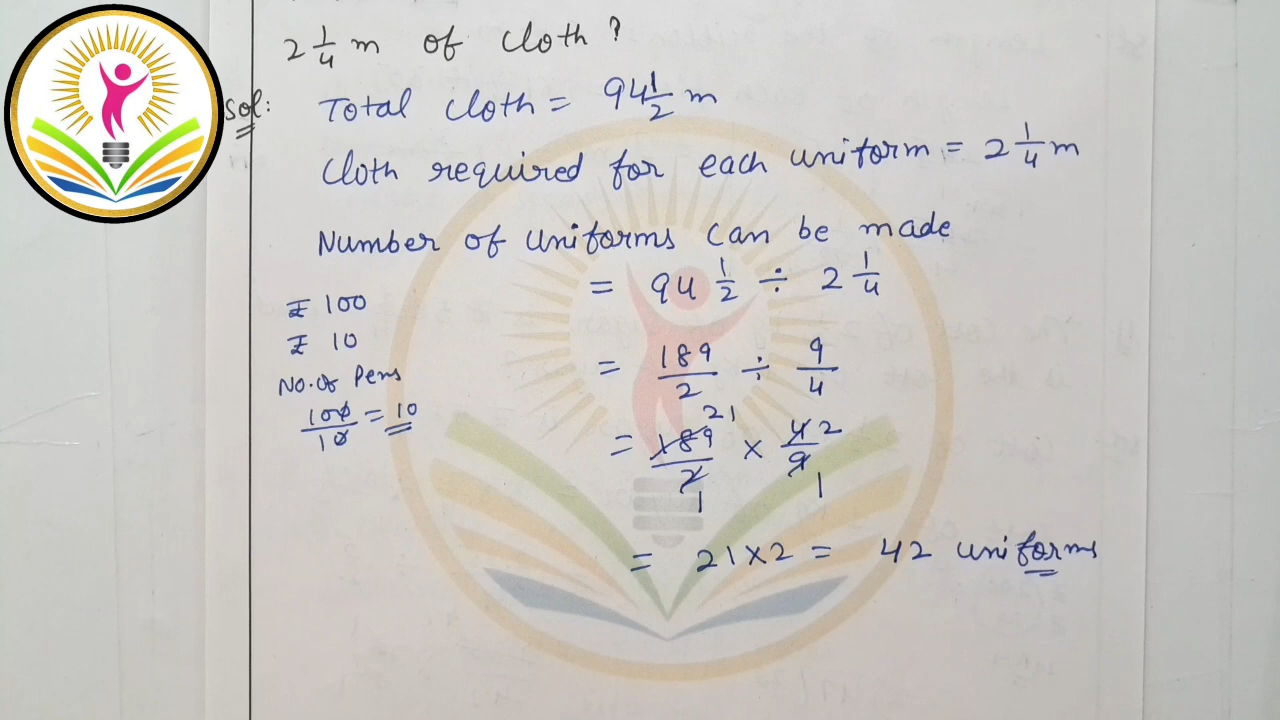 2 1/4 m of cloth ?
Sol: Total cloth = 94 1/2 m
Cloth required for each uniform = 2 1/4 m
Number of uniforms can be made
= 94 1/2 ÷ 2 1/4
= 189/2 ÷ 9/4
= 189/2 × 4/9
21 2
1 1
= 21 × 2 = 42 uniforms
₹ 100
₹ 10
No. of Pens
100/10 = 10